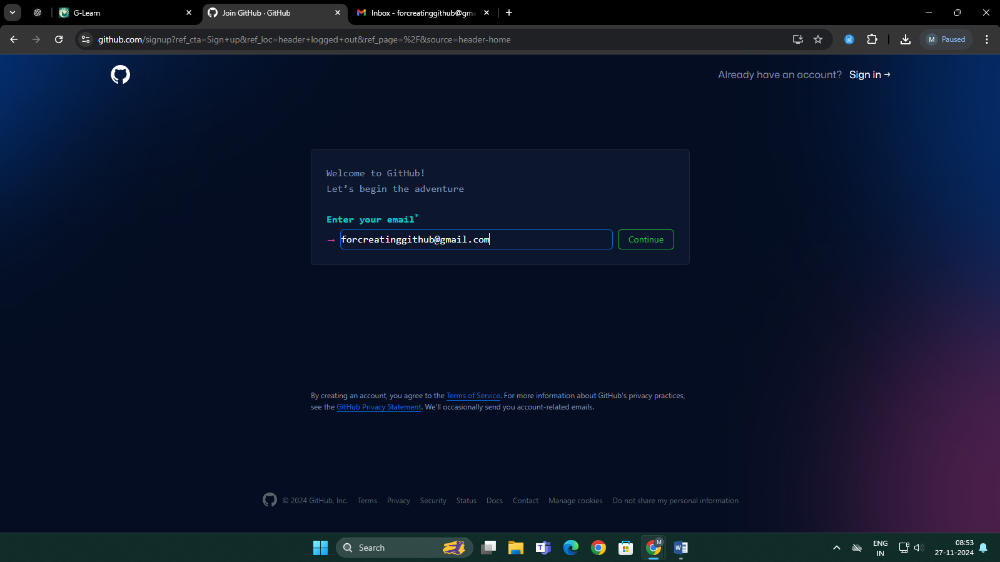 G-Learn
Join GitHub · GitHub
Inbox - forcreatinggithub@gma
github.com/signup?ref_cta=Sign+up&ref_loc=header+logged+out&ref_page=%2F&source=header-home
M Paused
Already have an account? Sign in →
Welcome to GitHub!
Let’s begin the adventure
Enter your email*
→ forcreatinggithub@gmail.com Continue
By creating an account, you agree to the Terms of Service. For more information about GitHub's privacy practices,
see the GitHub Privacy Statement. We'll occasionally send you account-related emails.
© 2024 GitHub, Inc. Terms Privacy Security Status Docs Contact Manage cookies Do not share my personal information
Search
M
ENG
IN
08:53
27-11-2024